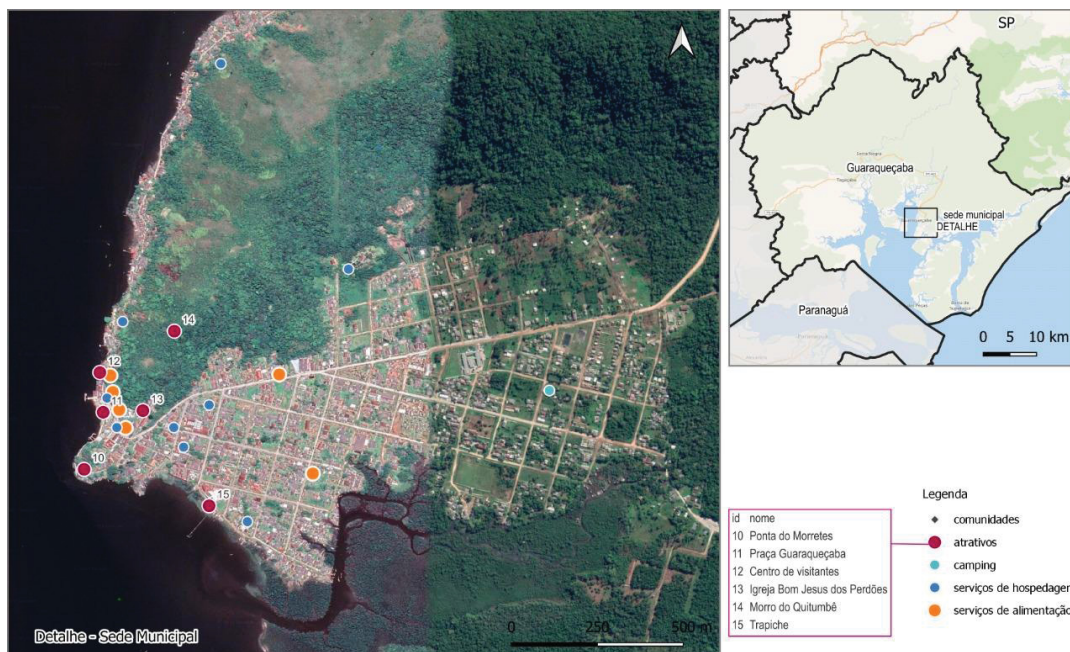 14
12
11
13
10
15
Detalhe - Sede Municipal
0 250 500 m
SP
Guaraqueçaba
sede municipal
DETALHE
Paranaguá
0 5 10 km
id nome
10 Ponta do Morretes
11 Praça Guaraqueçaba
12 Centro de visitantes
13 Igreja Bom Jesus dos Perdões
14 Morro do Quitumbê
15 Trapiche
Legenda
comunidades
atrativos
camping
serviços de hospedagem
serviços de alimentação